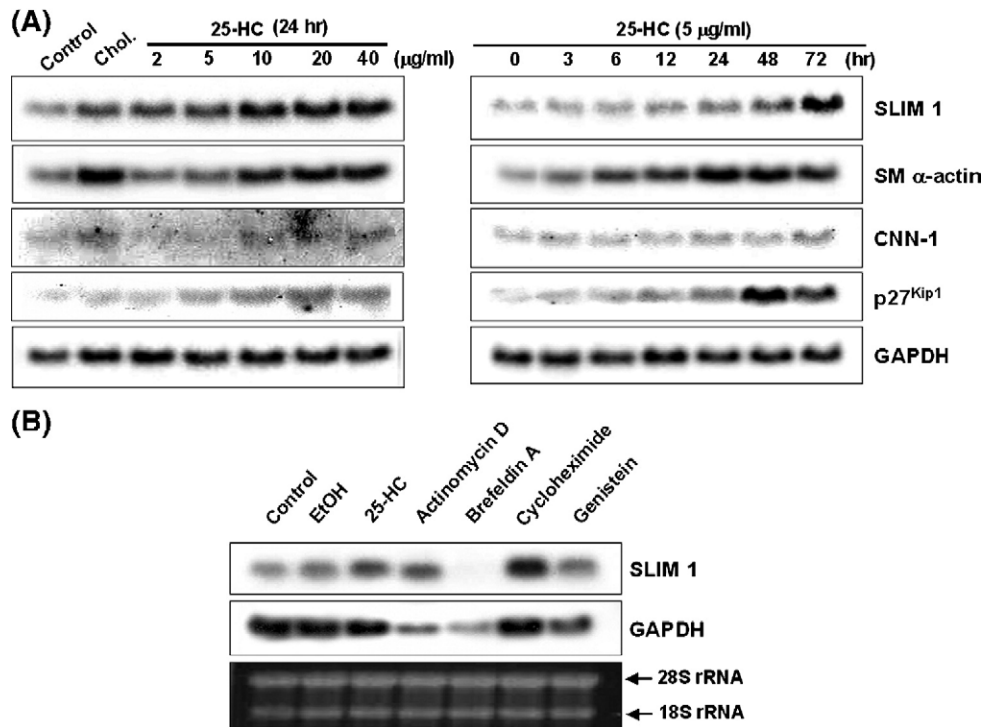 (A)
25-HC (24 hr)
Control Chol. 2 5 10 20 40 (μg/ml)
25-HC (5 μg/ml)
0 3 6 12 24 48 72 (hr)
SLIM 1
SM α-actin
CNN-1
p27Kip1
GAPDH
(B)
Control EtOH 25-HC Actinomycin D Brefeldin A Cycloheximide Genistein
SLIM 1
GAPDH
28S rRNA
18S rRNA